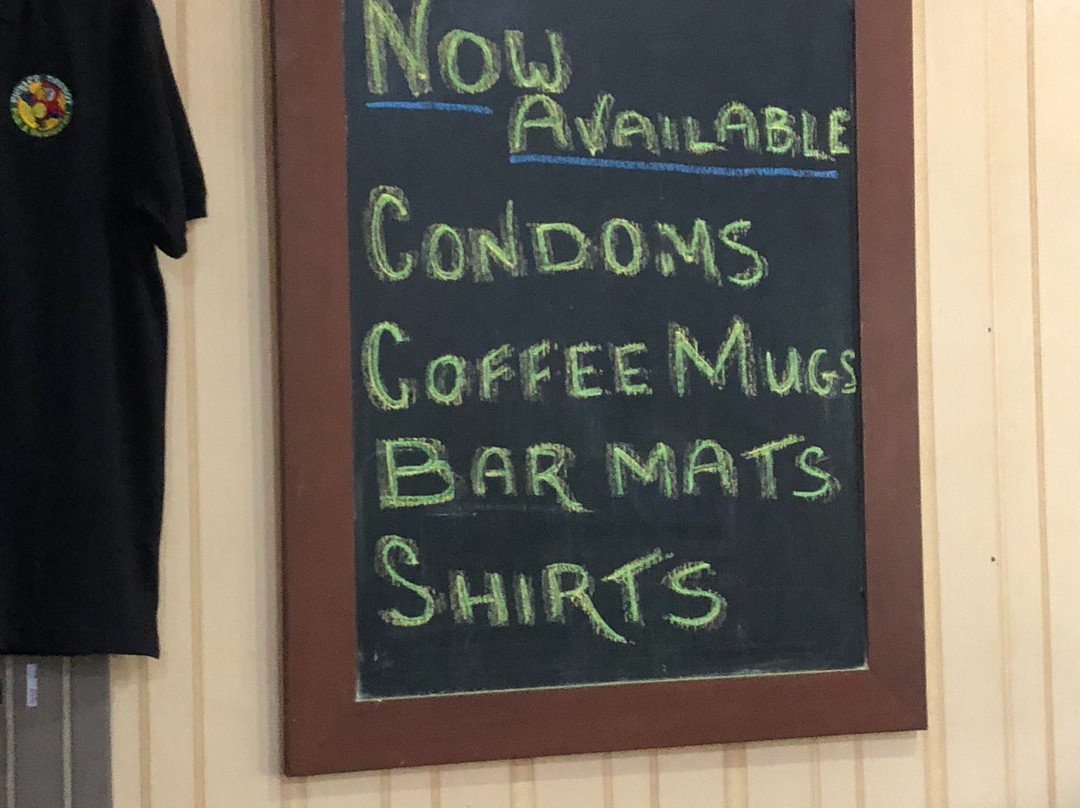 NOW
AVAILABLE
CONDOMS
COFFEE MUGS
BAR MATS
SHIRTS